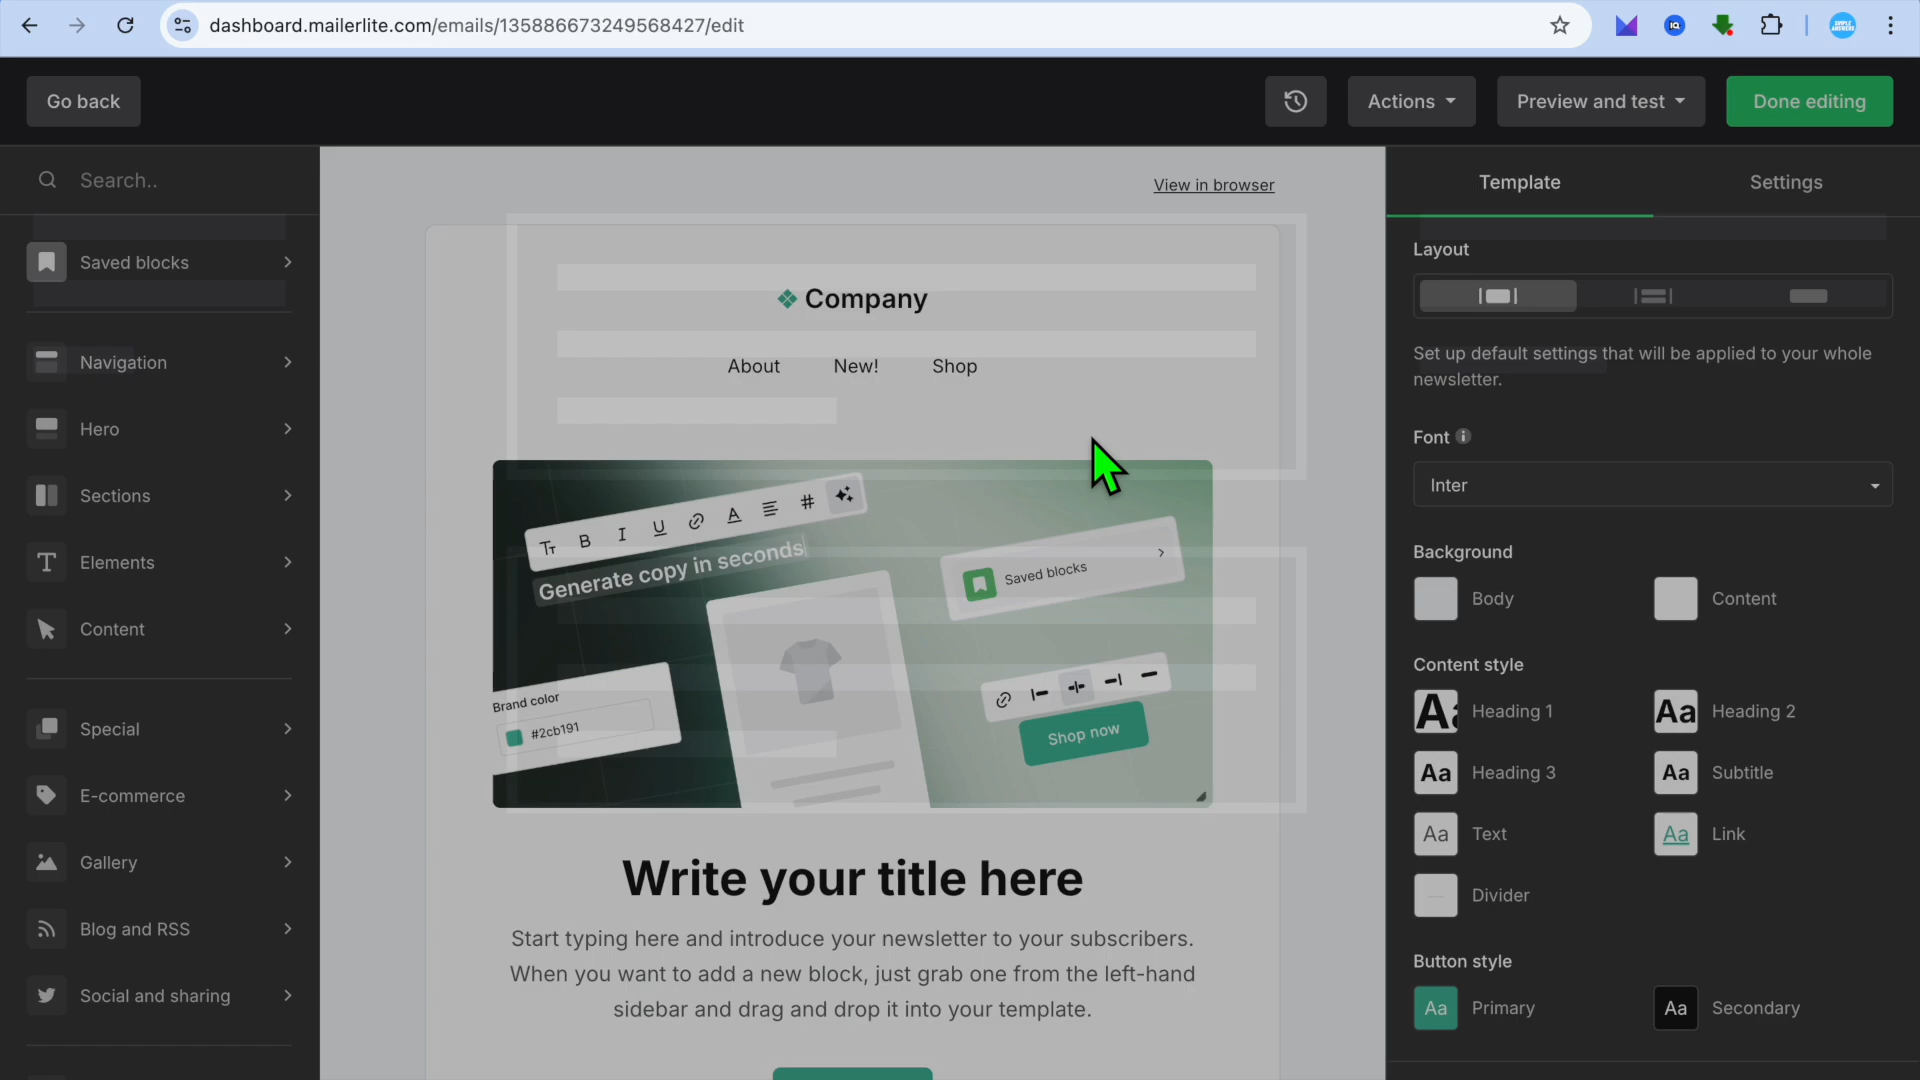 dashboard.mailerlite.com/emails/135886673249568427/edit
Go back
Actions
Preview and test
Done editing
Search..
Saved blocks
Navigation
Hero
Sections
Elements
Content
Special
E-commerce
Gallery
Blog and RSS
Social and sharing
View in browser
Company
About New! Shop
Generate copy in seconds
Saved blocks
Brand color
#2cb191
Shop now
Write your title here
Start typing here and introduce your newsletter to your subscribers.
When you want to add a new block, just grab one from the left-hand
sidebar and drag and drop it into your template.
Template Settings
Layout
Set up default settings that will be applied to your whole
newsletter.
Font
Inter
Background
Body
Content
Content style
Aa Heading 1
Aa Heading 2
Aa Heading 3
Aa Subtitle
Aa Text
Aa Link
Divider
Button style
Aa Primary
Aa Secondary